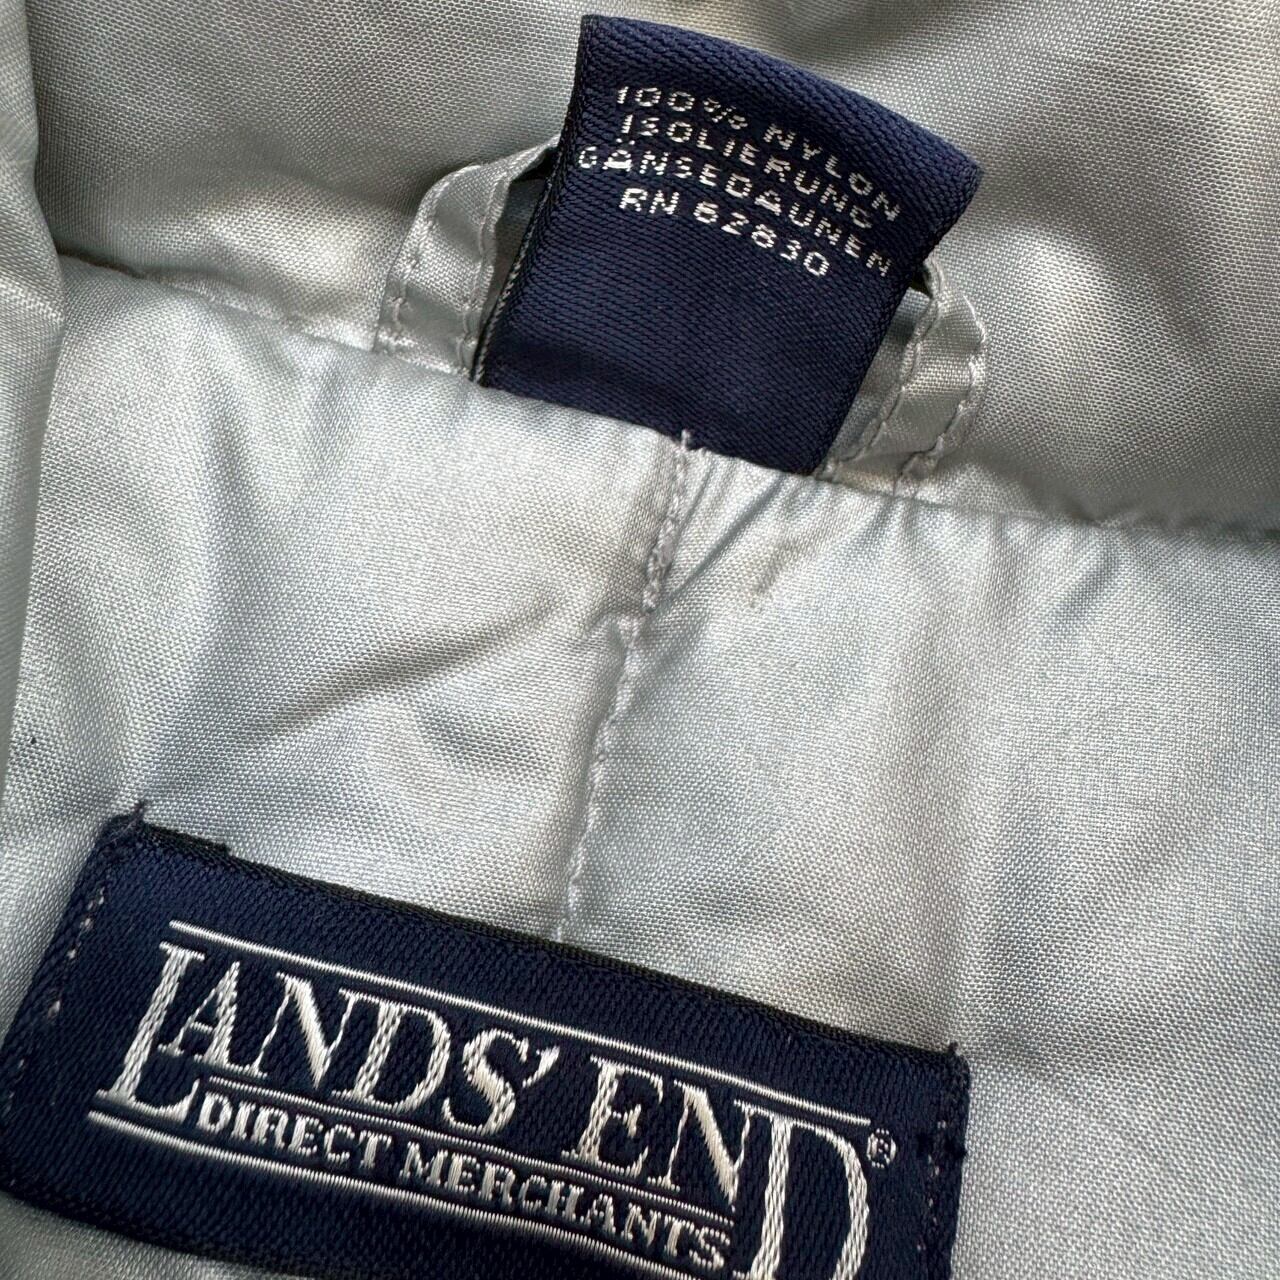 100% NYLON
ISOLIERUNG
GÄNSEDAUNEN
RN 62830
LANDS' END®
DIRECT MERCHANTS